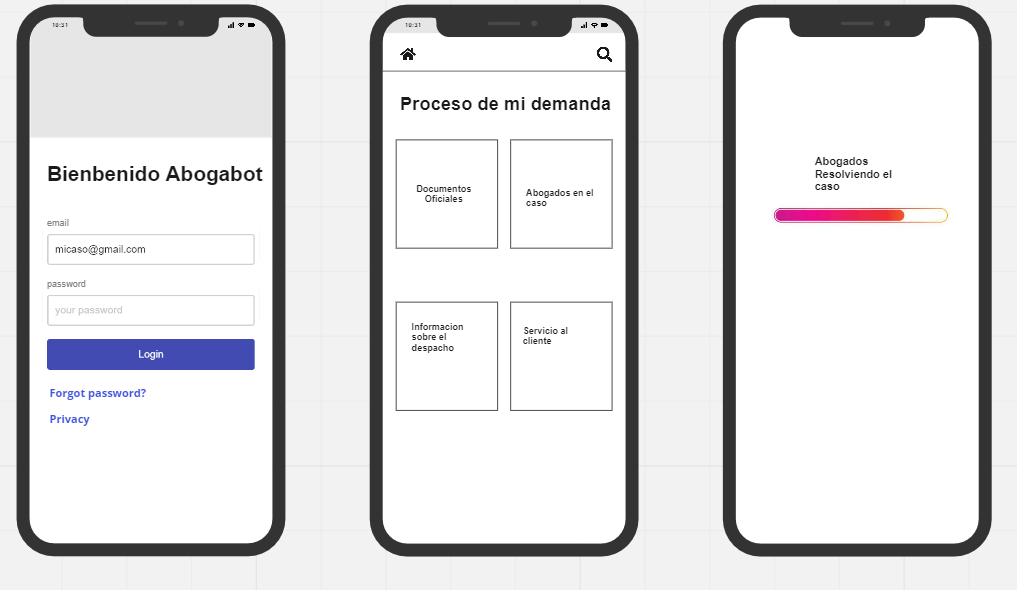 10:31
Bienbenido Abogabot
email
micaso@gmail.com
password
your password
Login
Forgot password?
Privacy
10:31
Proceso de mi demanda
Documentos
Oficiales
Abogados en el
caso
Informacion
sobre el
despacho
Servicio al
cliente
Abogados
Resolviendo el
caso